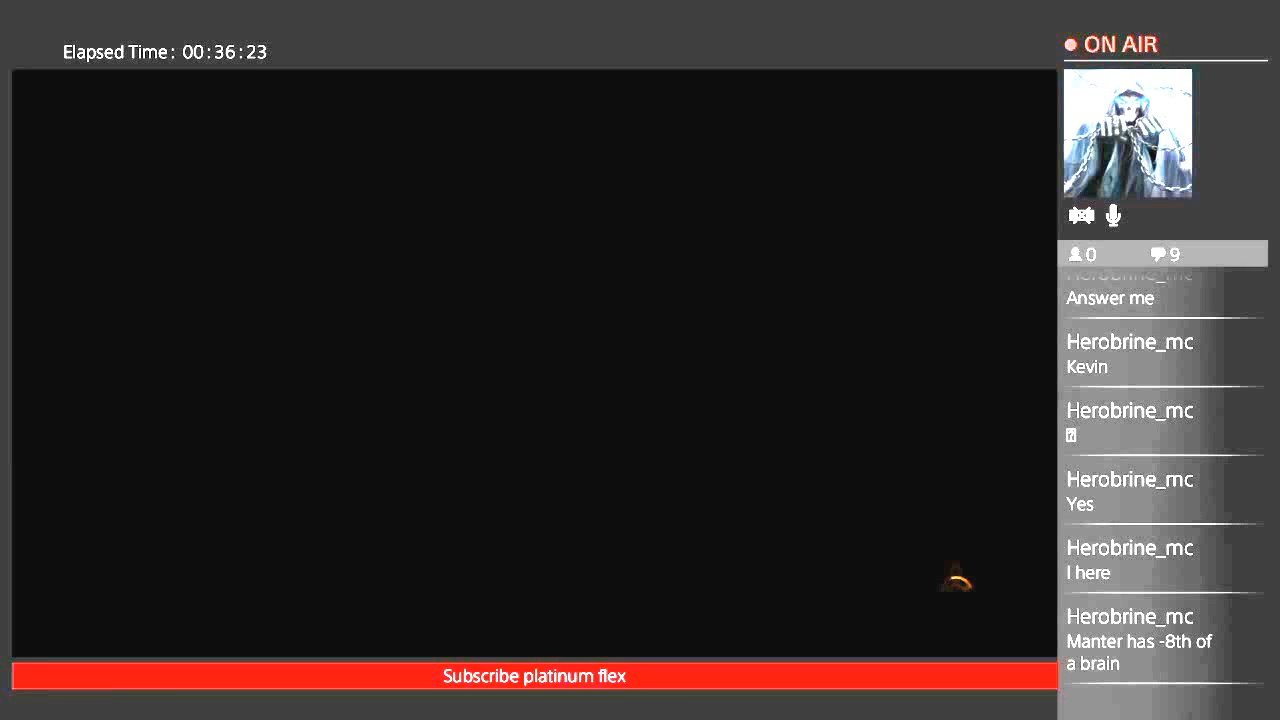 Elapsed Time: 00:36:23
ON AIR
0 9
Herobrine_mc
Answer me
Herobrine_mc
Kevin
Herobrine_mc
Herobrine_mc
Yes
Herobrine_mc
I here
Herobrine_mc
Manter has -8th of
a brain
Subscribe platinum flex